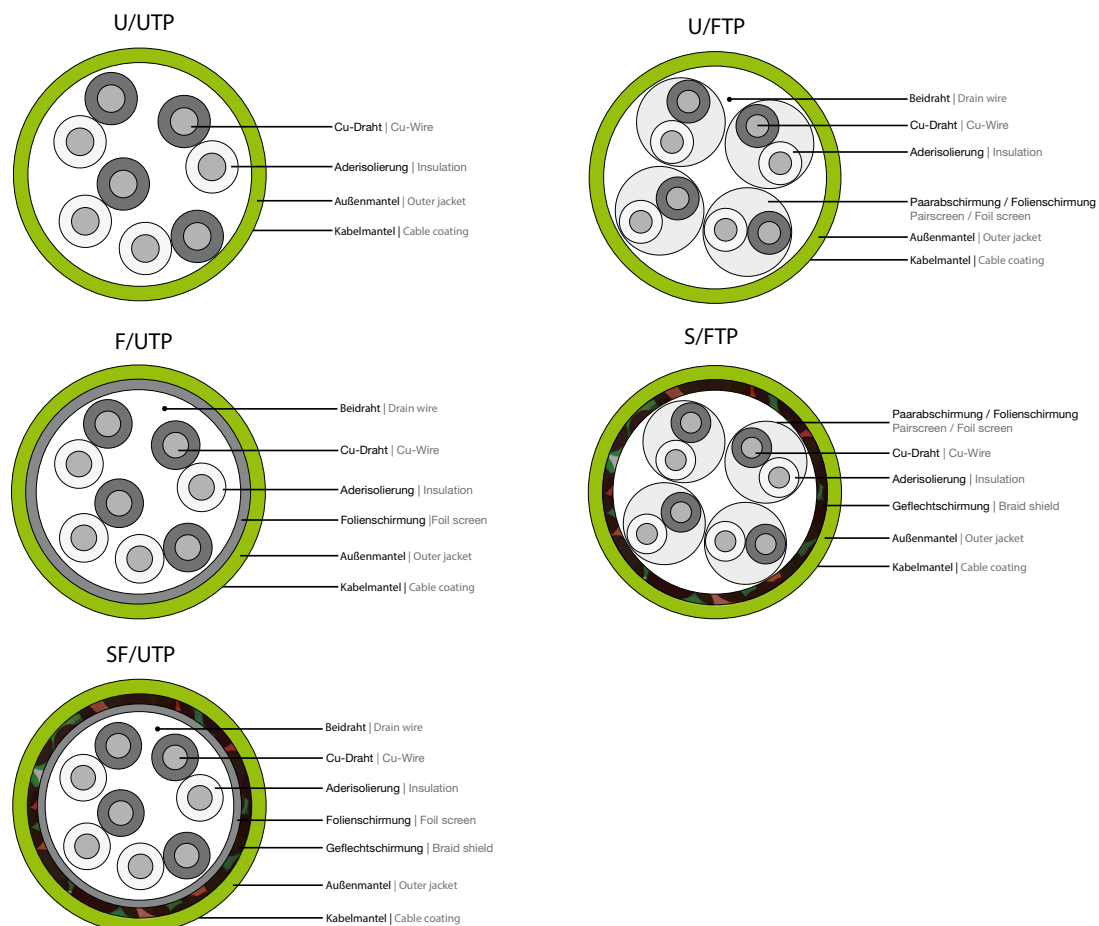 U/UTP
Cu-Draht | Cu-Wire
Aderisolierung | Insulation
Außenmantel | Outer jacket
Kabelmantel | Cable coating
U/FTP
Beidraht | Drain wire
Cu-Draht | Cu-Wire
Aderisolierung | Insulation
Paarabschirmung / Folienschirmung
Pairscreen / Foil screen
Außenmantel | Outer jacket
Kabelmantel | Cable coating
F/UTP
Beidraht | Drain wire
Cu-Draht | Cu-Wire
Aderisolierung | Insulation
Folienschirmung |Foil screen
Außenmantel | Outer jacket
Kabelmantel | Cable coating
S/FTP
Paarabschirmung / Folienschirmung
Pairscreen / Foil screen
Cu-Draht | Cu-Wire
Aderisolierung | Insulation
Geflechtschirmung | Braid shield
Außenmantel | Outer jacket
Kabelmantel | Cable coating
SF/UTP
Beidraht | Drain wire
Cu-Draht | Cu-Wire
Aderisolierung | Insulation
Folienschirmung | Foil screen
Geflechtschirmung | Braid shield
Außenmantel | Outer jacket
Kabelmantel | Cable coating